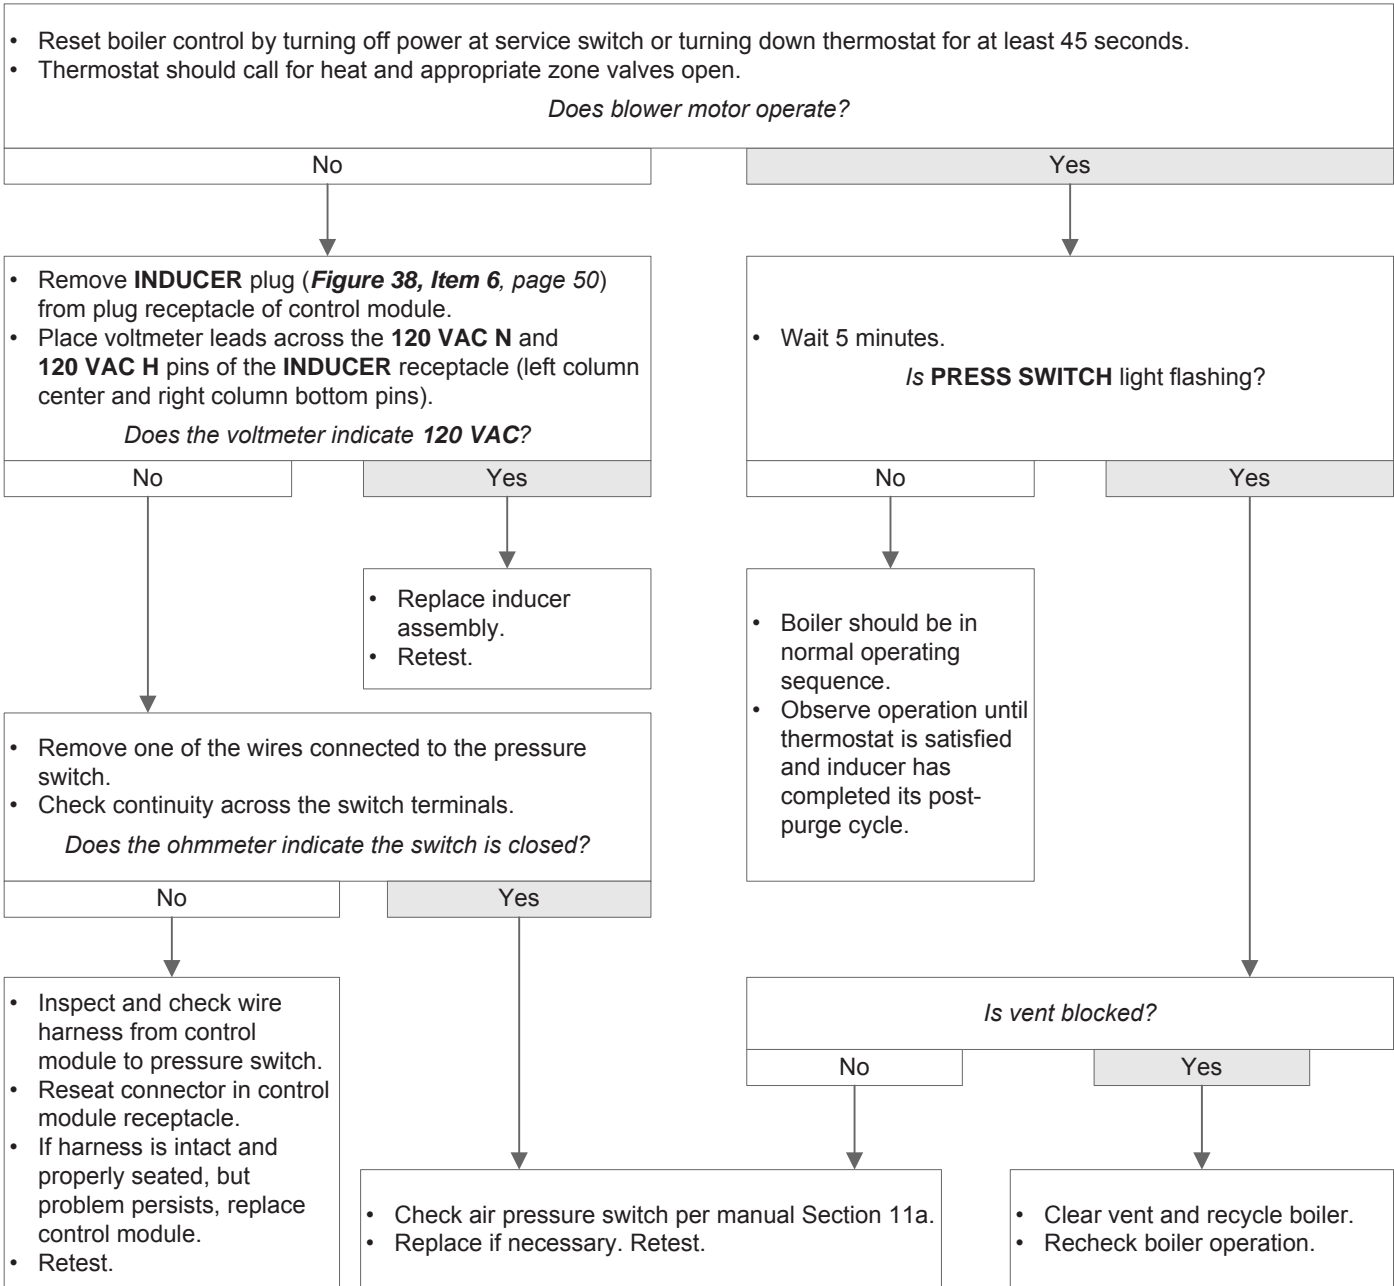 • Reset boiler control by turning off power at service switch or turning down thermostat for at least 45 seconds.
• Thermostat should call for heat and appropriate zone valves open.
Does blower motor operate?
No
Yes
• Remove INDUCER plug (Figure 38, Item 6, page 50)
from plug receptacle of control module.
• Place voltmeter leads across the 120 VAC N and
120 VAC H pins of the INDUCER receptacle (left column
center and right column bottom pins).
Does the voltmeter indicate 120 VAC?
• Wait 5 minutes.
Is PRESS SWITCH light flashing?
No
Yes
No
Yes
• Replace inducer
assembly.
• Retest.
• Boiler should be in
normal operating
sequence.
• Observe operation until
thermostat is satisfied
and inducer has
completed its post-
purge cycle.
• Remove one of the wires connected to the pressure
switch.
• Check continuity across the switch terminals.
Does the ohmmeter indicate the switch is closed?
No
Yes
• Inspect and check wire
harness from control
module to pressure switch.
• Reseat connector in control
module receptacle.
• If harness is intact and
properly seated, but
problem persists, replace
control module.
• Retest.
Is vent blocked?
No
Yes
• Check air pressure switch per manual Section 11a.
• Replace if necessary. Retest.
• Clear vent and recycle boiler.
• Recheck boiler operation.